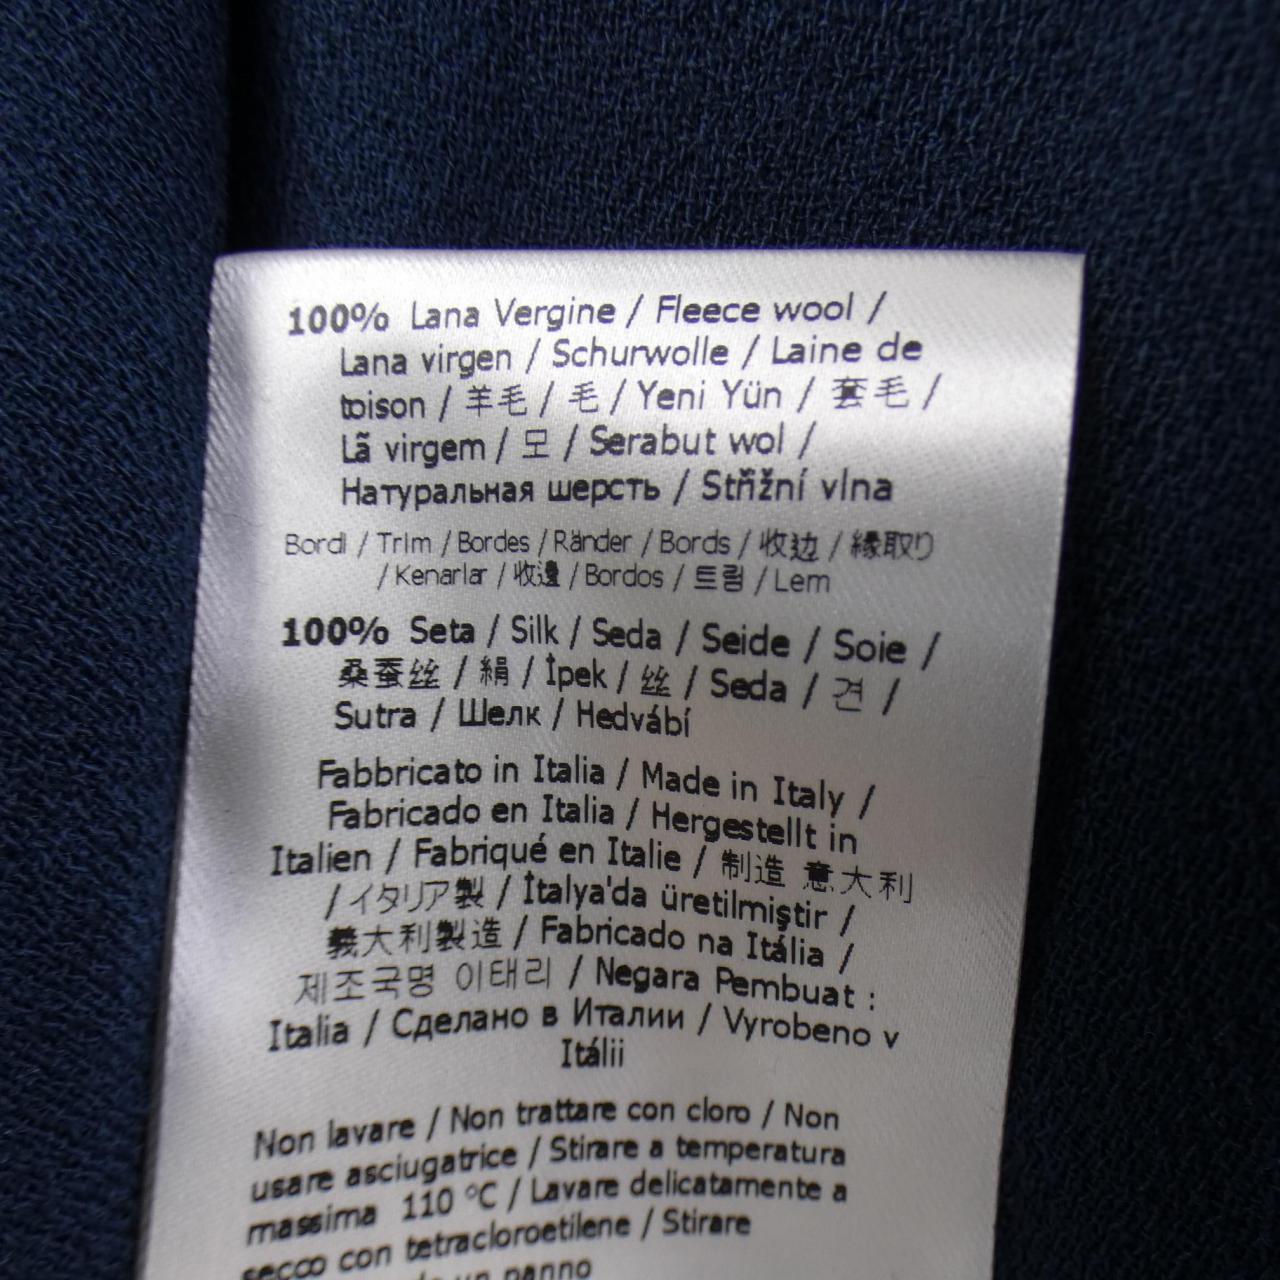 100% Lana Vergine / Fleece wool /
Lana virgen / Schurwolle / Laine de
toison / 羊毛 / 毛 / Yeni Yün / 套毛 /
Lã virgem / 모 / Serabut wol /
Натуральная шерсть / Střižní vlna
Bordi / Trim / Bordes / Ränder / Bords / 收边 / 縁取り
/ Kenarlar / 收邊 / Bordos / 트림 / Lem
100% Seta / Silk / Seda / Seide / Soie /
桑蚕丝 / 絹 / İpek / 丝 / Seda / 견 /
Sutra / Шелк / Hedvábí
Fabbricato in Italia / Made in Italy /
Fabricado en Italia / Hergestellt in
Italien / Fabriqué en Italie / 制造 意大利
/ イタリア製 / İtalya'da üretilmiştir /
義大利製造 / Fabricado na Itália /
제조국명 이태리 / Negara Pembuat :
Italia / Сделано в Италии / Vyrobeno v
Itálii
Non lavare / Non trattare con cloro / Non
usare asciugatrice / Stirare a temperatura
massima 110 °C / Lavare delicatamente a
secco con tetracloroetilene / Stirare
un panno